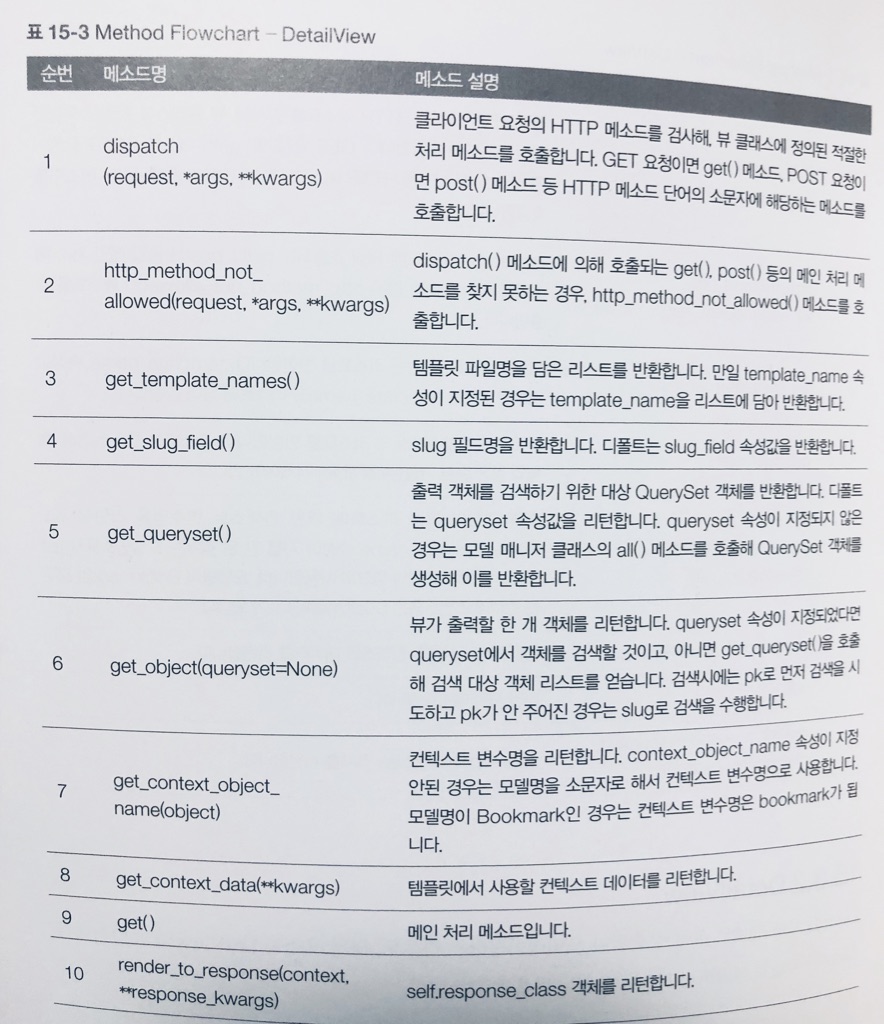 표 15-3 Method Flowchart – DetailView
순번 메소드명 메소드 설명
1
dispatch
(request, *args, **kwargs)
클라이언트 요청의 HTTP 메소드를 검사해, 뷰 클래스에 정의된 적절한
처리 메소드를 호출합니다. GET 요청이면 get() 메소드, POST 요청이
면 post() 메소드 등 HTTP 메소드 단어의 소문자에 해당하는 메소드를
호출합니다.
2
http_method_not_
allowed(request, *args, **kwargs)
dispatch() 메소드에 의해 호출되는 get(), post() 등의 메인 처리 메
소드를 찾지 못하는 경우, http_method_not_allowed() 메소드를 호
출합니다.
3
get_template_names()
템플릿 파일명을 담은 리스트를 반환합니다. 만일 template_name 속
성이 지정된 경우는 template_name을 리스트에 담아 반환합니다.
4
get_slug_field()
slug 필드명을 반환합니다. 디폴트는 slug_field 속성값을 반환합니다.
5
get_queryset()
출력 객체를 검색하기 위한 대상 QuerySet 객체를 반환합니다. 디폴트
는 queryset 속성값을 리턴합니다. queryset 속성이 지정되지 않은
경우는 모델 매니저 클래스의 all() 메소드를 호출해 QuerySet 객체를
생성해 이를 반환합니다.
6
get_object(queryset=None)
뷰가 출력할 한 개 객체를 리턴합니다. queryset 속성이 지정되었다면
queryset에서 객체를 검색할 것이고, 아니면 get_queryset()을 호출
해 검색 대상 객체 리스트를 얻습니다. 검색시에는 pk로 먼저 검색을 시
도하고 pk가 안 주어진 경우는 slug로 검색을 수행합니다.
7
get_context_object_
name(object)
컨텍스트 변수명을 리턴합니다. context_object_name 속성이 지정
안된 경우는 모델명을 소문자로 해서 컨텍스트 변수명으로 사용합니다.
모델명이 Bookmark인 경우는 컨텍스트 변수명은 bookmark가 됩
니다.
8
get_context_data(**kwargs)
템플릿에서 사용할 컨텍스트 데이터를 리턴합니다.
9
get()
메인 처리 메소드입니다.
10
render_to_response(context,
**response_kwargs)
self.response_class 객체를 리턴합니다.